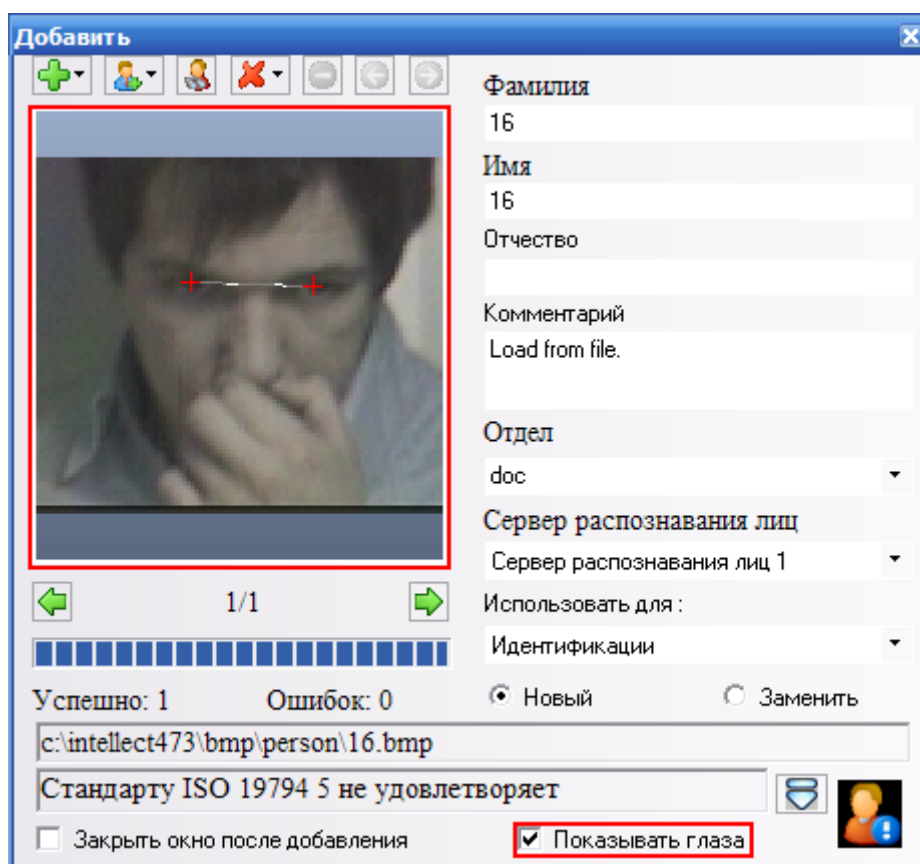 Добавить
Фамилия
16
Имя
16
Отчество
Комментарий
Load from file.
Отдел
doc
Сервер распознавания лиц
Сервер распознавания лиц 1
1/1
Использовать для :
Идентификации
Успешно: 1 Ошибок: 0
Новый Заменить
c:\intellect473\bmp\person\16.bmp
Стандарту ISO 19794 5 не удовлетворяет
Закрыть окно после добавления Показывать глаза